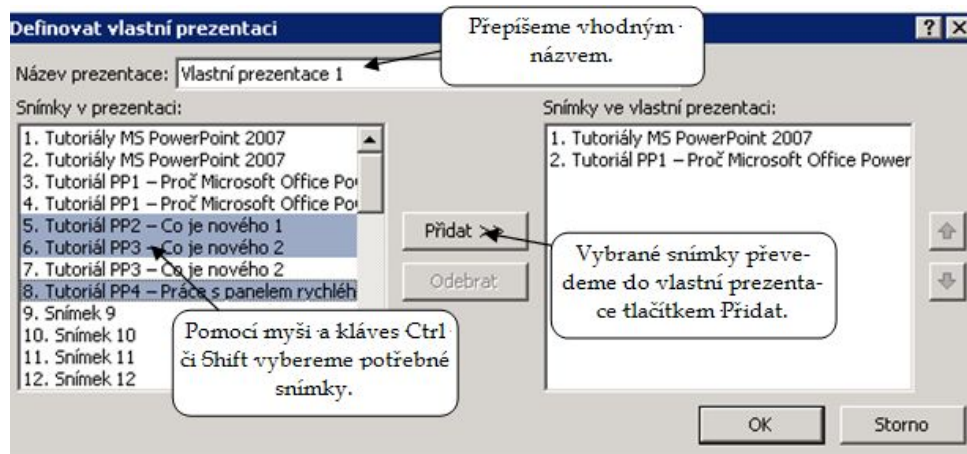 Definovat vlastní prezentaci
Přepíšeme vhodným
názvem.
Název prezentace: Vlastní prezentace 1
Snímky v prezentaci:
1. Tutoriály MS PowerPoint 2007
2. Tutoriály MS PowerPoint 2007
3. Tutoriál PP1 – Proč Microsoft Office Po
4. Tutoriál PP1 – Proč Microsoft Office Po
5. Tutoriál PP2 – Co je nového 1
6. Tutoriál PP3 – Co je nového 2
7. Tutoriál PP3 – Co je nového 2
8. Tutoriál PP4 – Práce s panelem rychléh
9. Snímek 9
10. Snímek 10
11. Snímek 11
12. Snímek 12
Pomocí myši a kláves Ctrl
či Shift vybereme potřebné
snímky.
Přidat >>
Odebrat
Snímky ve vlastní prezentaci:
1. Tutoriály MS PowerPoint 2007
2. Tutoriál PP1 – Proč Microsoft Office Power
Vybrané snímky převe-
deme do vlastní prezenta-
ce tlačítkem Přidat.
OK
Storno